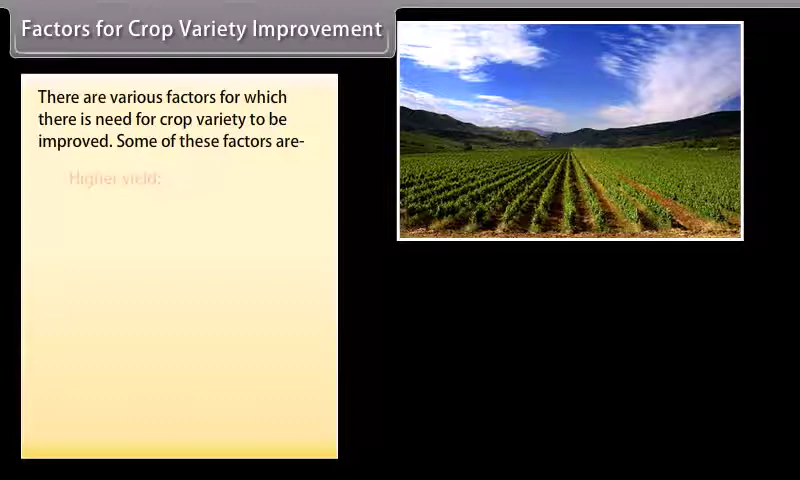 Factors for Crop Variety Improvement
There are various factors for which
there is need for crop variety to be
improved. Some of these factors are-
Higher yield: